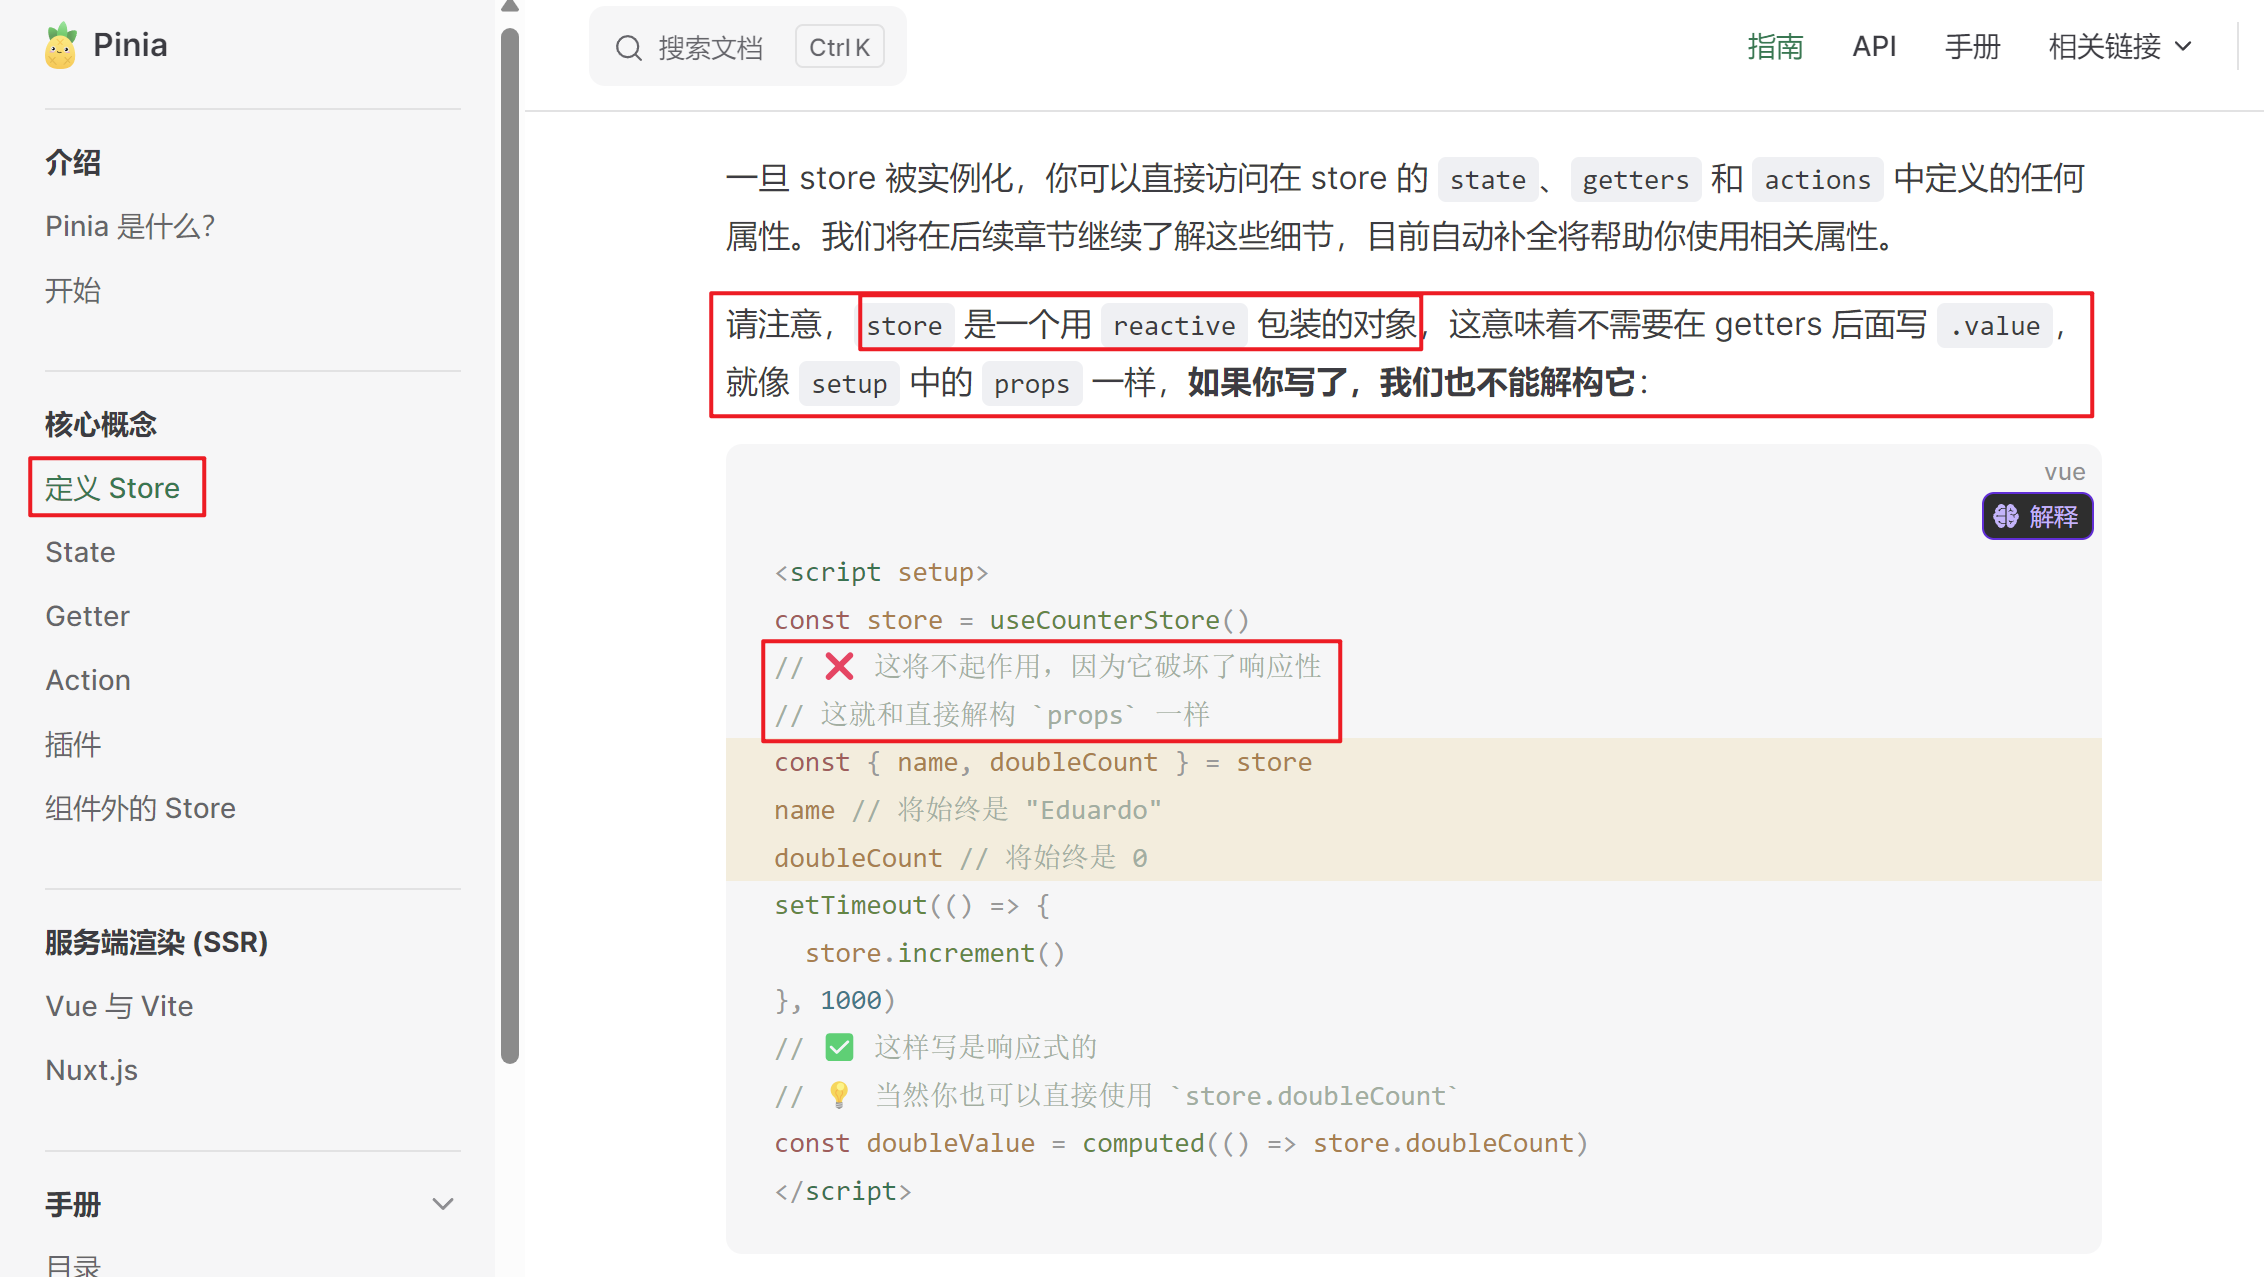 Pinia
介绍
Pinia 是什么？
开始
核心概念
定义 Store
State
Getter
Action
插件
组件外的 Store
服务端渲染 (SSR)
Vue 与 Vite
Nuxt.js
手册
目录
搜索文档 Ctrl K
指南 API 手册 相关链接
一旦 store 被实例化，你可以直接访问在 store 的 state、getters 和 actions 中定义的任何
属性。我们将在后续章节继续了解这些细节，目前自动补全将帮助你使用相关属性。
请注意，store 是一个用 reactive 包装的对象，这意味着不需要在 getters 后面写 .value，
就像 setup 中的 props 一样，如果你写了，我们也不能解构它：
vue
解释
<script setup>
const store = useCounterStore()
// ❌ 这将不起作用，因为它破坏了响应性
// 这就和直接解构 `props` 一样
const { name, doubleCount } = store
name // 将始终是 "Eduardo"
doubleCount // 将始终是 0
setTimeout(() => {
  store.increment()
}, 1000)
// ✅ 这样写是响应式的
// 💡 当然你也可以直接使用 `store.doubleCount`
const doubleValue = computed(() => store.doubleCount)
</script>